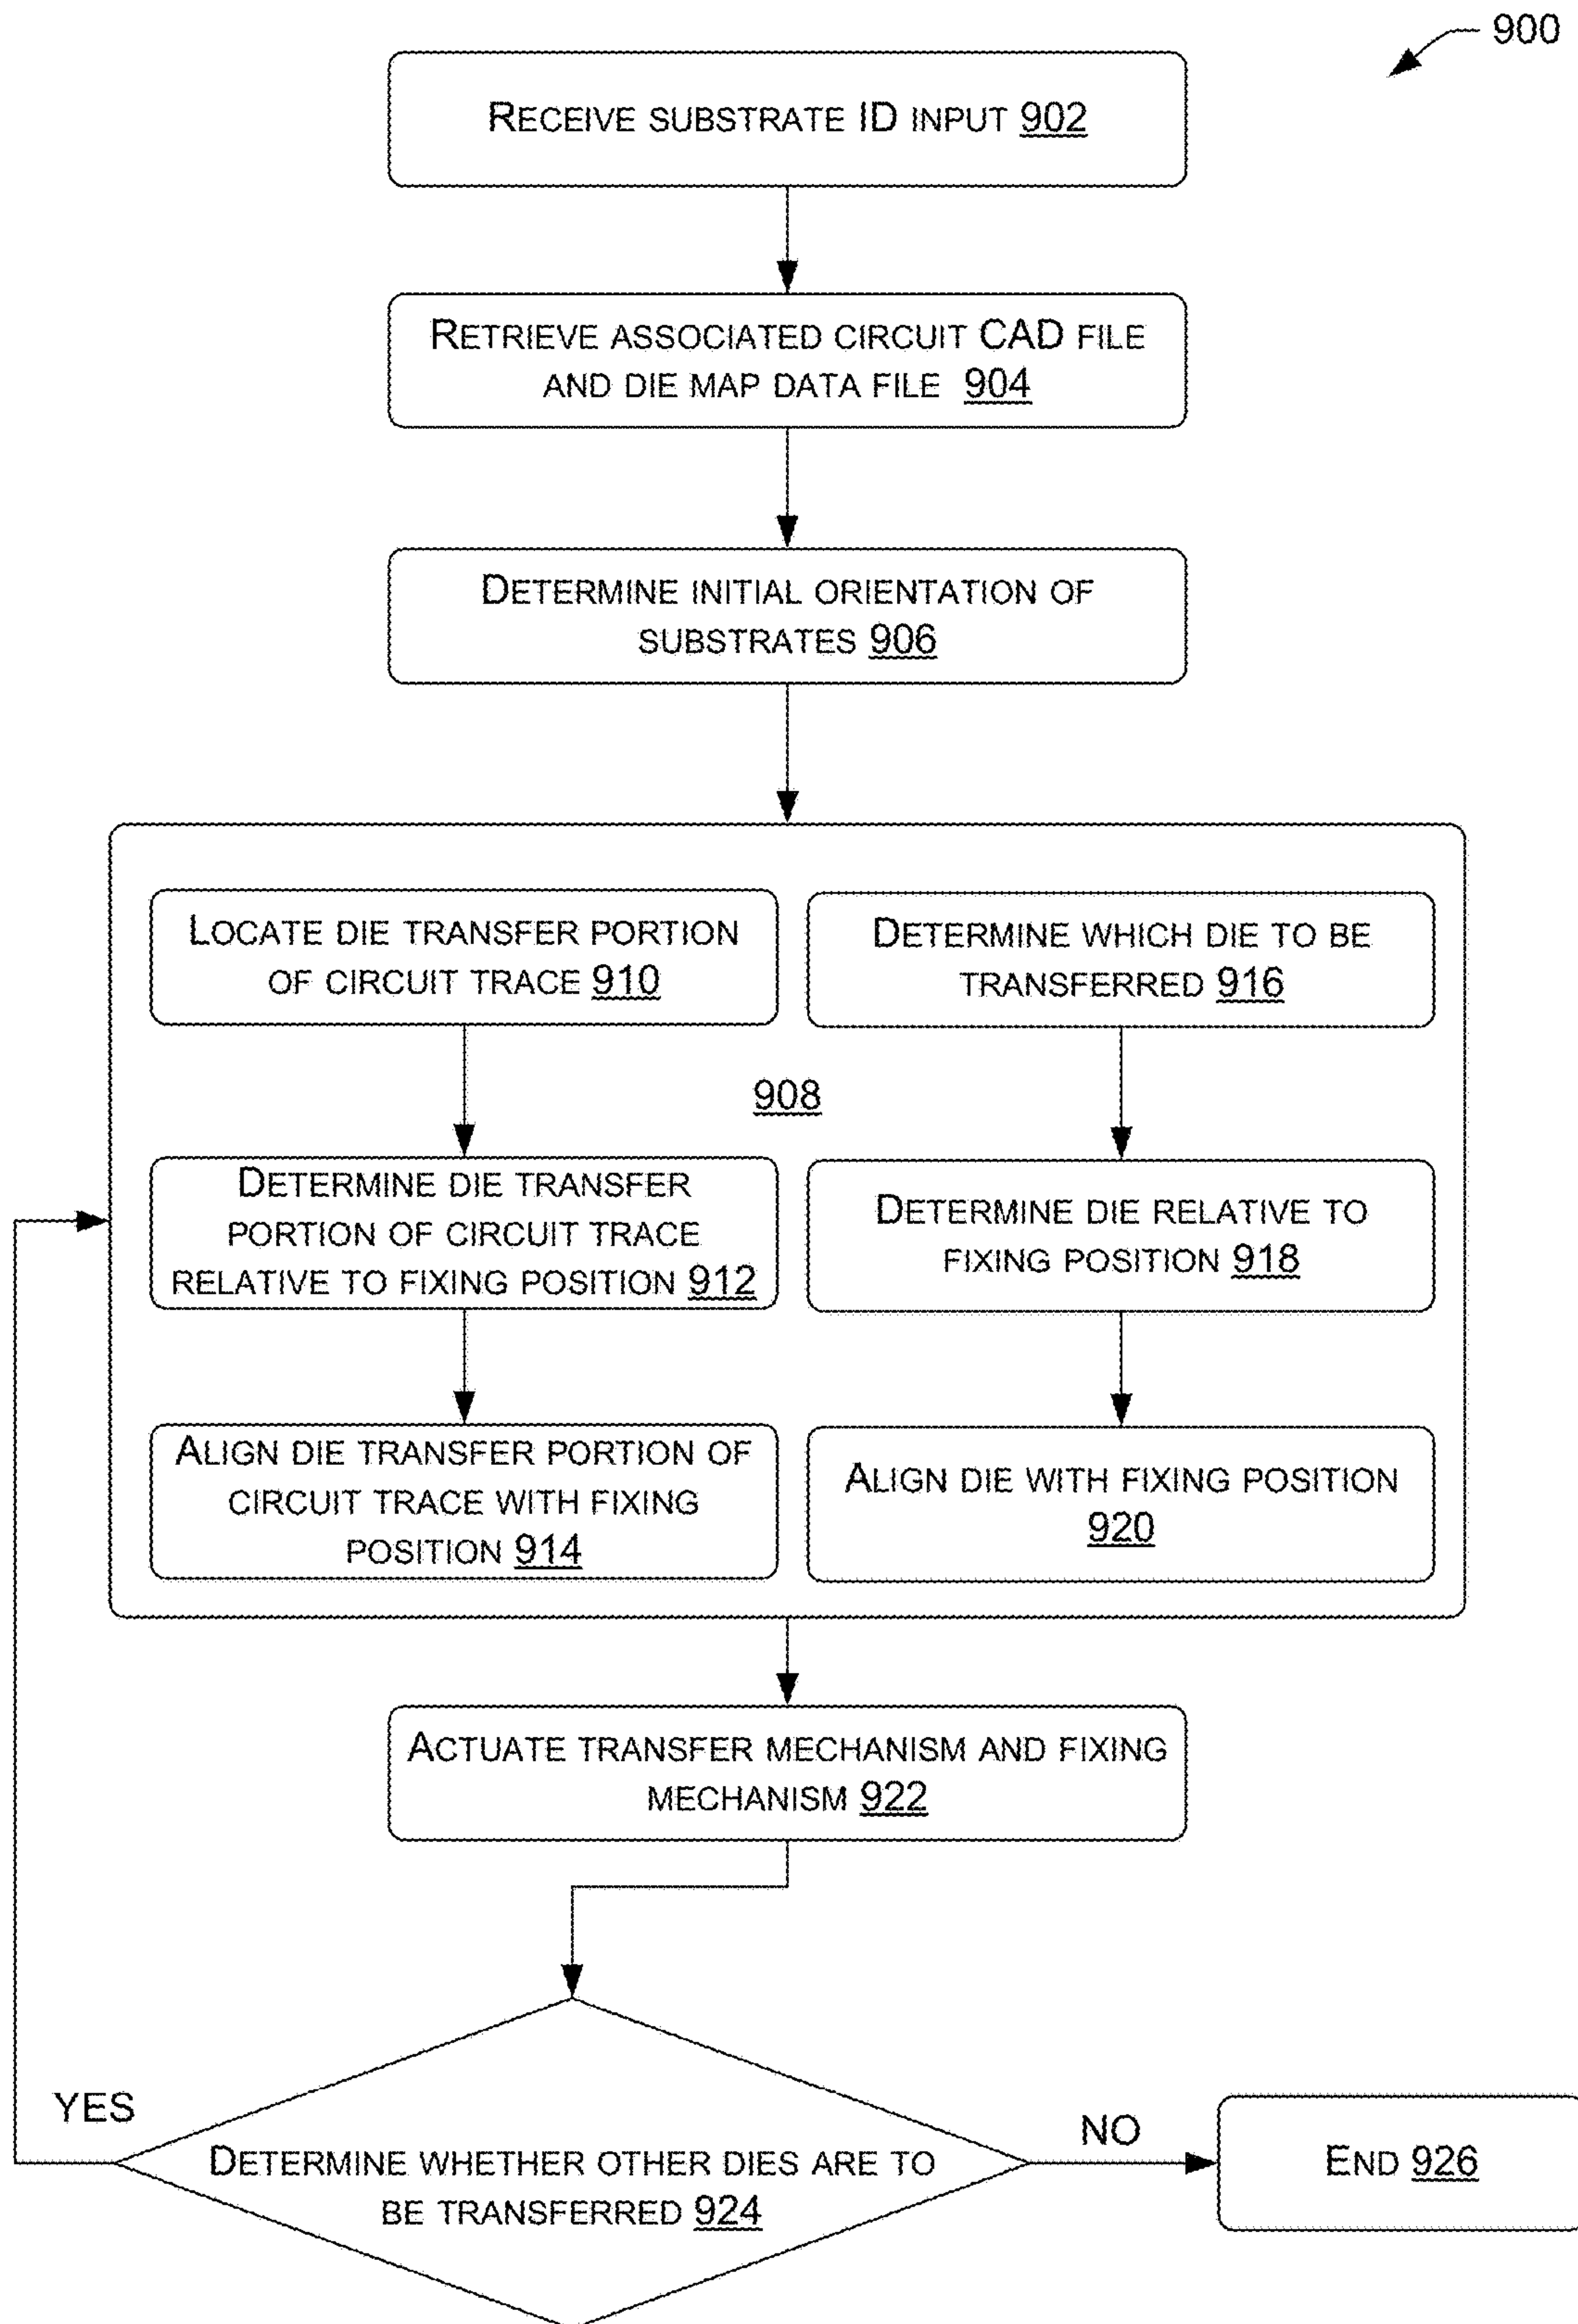 900
RECEIVE SUBSTRATE ID INPUT 902
RETRIEVE ASSOCIATED CIRCUIT CAD FILE
AND DIE MAP DATA FILE 904
DETERMINE INITIAL ORIENTATION OF
SUBSTRATES 906
LOCATE DIE TRANSFER PORTION
OF CIRCUIT TRACE 910
DETERMINE DIE TRANSFER
PORTION OF CIRCUIT TRACE
RELATIVE TO FIXING POSITION 912
ALIGN DIE TRANSFER PORTION OF
CIRCUIT TRACE WITH FIXING
POSITION 914
908
DETERMINE WHICH DIE TO BE
TRANSFERRED 916
DETERMINE DIE RELATIVE TO
FIXING POSITION 918
ALIGN DIE WITH FIXING POSITION
920
ACTUATE TRANSFER MECHANISM AND FIXING
MECHANISM 922
YES
DETERMINE WHETHER OTHER DIES ARE TO
BE TRANSFERRED 924
NO
END 926